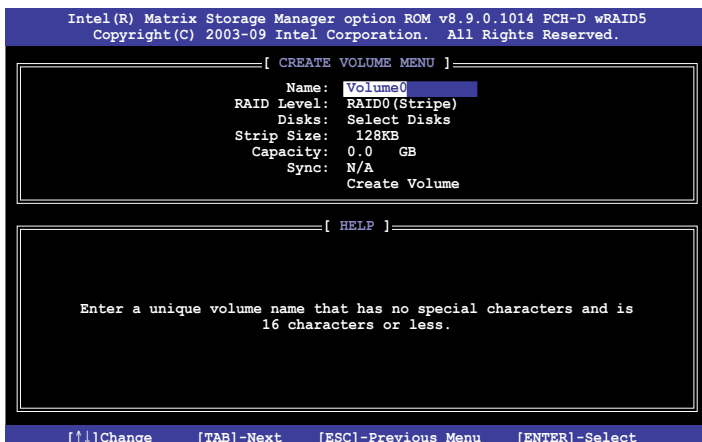 Intel(R) Matrix Storage Manager option ROM v8.9.0.1014 PCH-D wRAID5
Copyright(C) 2003-09 Intel Corporation. All Rights Reserved.
[ CREATE VOLUME MENU ]
Name: Volume0
RAID Level: RAID0(Stripe)
Disks: Select Disks
Strip Size: 128KB
Capacity: 0.0 GB
Sync: N/A
Create Volume
[ HELP ]
Enter a unique volume name that has no special characters and is
16 characters or less.
[↑↓]Change [TAB]-Next [ESC]-Previous Menu [ENTER]-Select